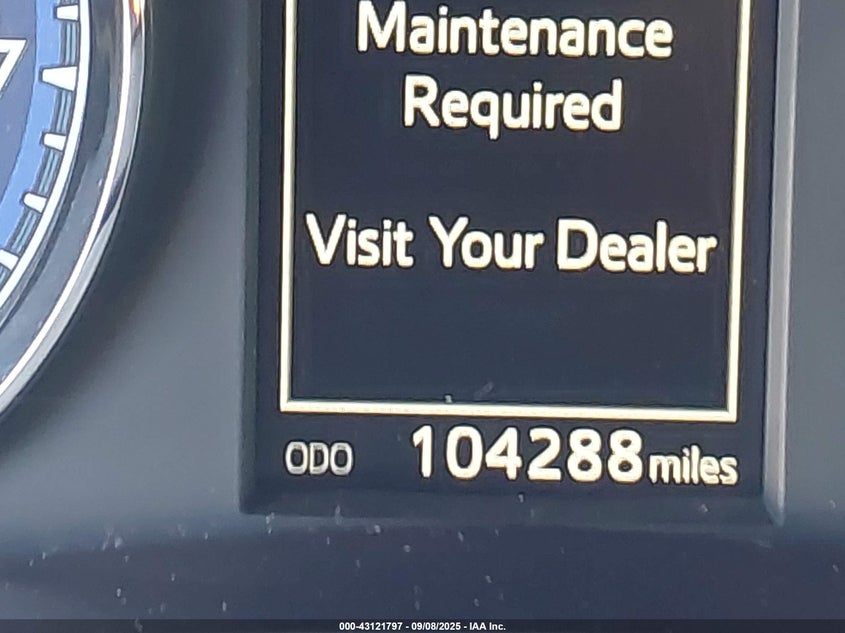 Maintenance
Required
Visit Your Dealer
ODO 104288 miles
000-43121797 - 09/08/2025 - IAA Inc.